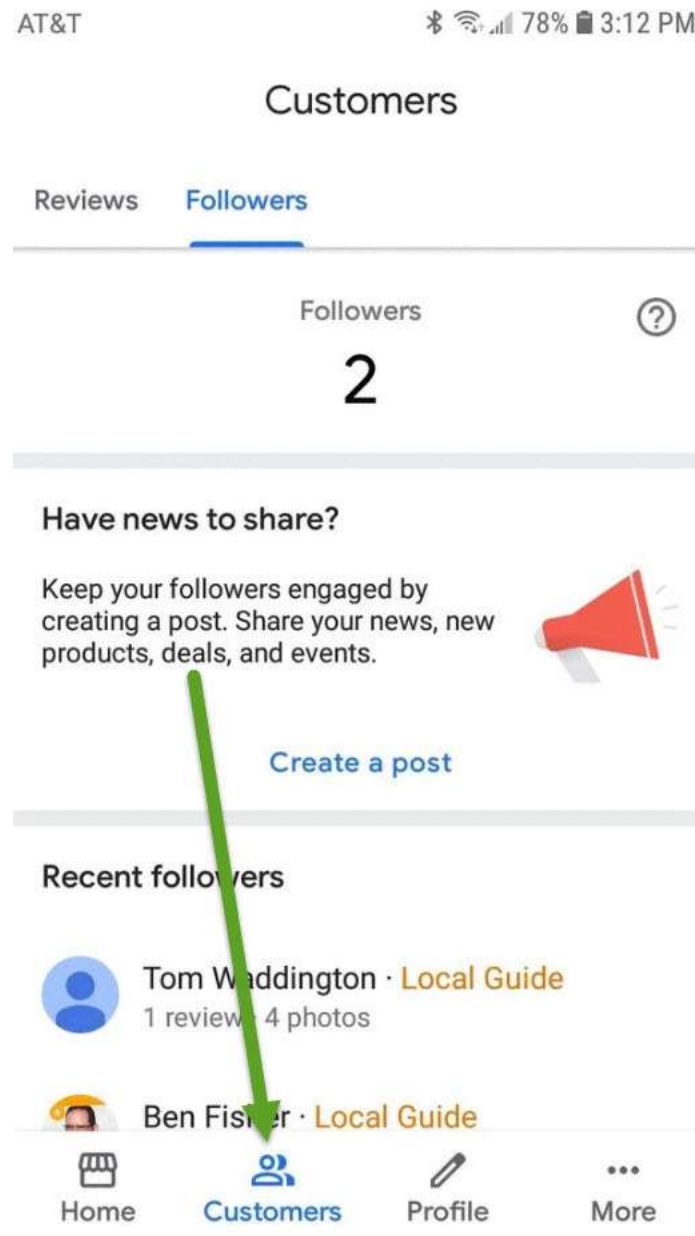 AT&T 78% 3:12 PM
Customers
Reviews Followers
Followers
2
Have news to share?
Keep your followers engaged by
creating a post. Share your news, new
products, deals, and events.
Create a post
Recent followers
Tom Waddington · Local Guide
1 review · 4 photos
Ben Fisher · Local Guide
Home Customers Profile More